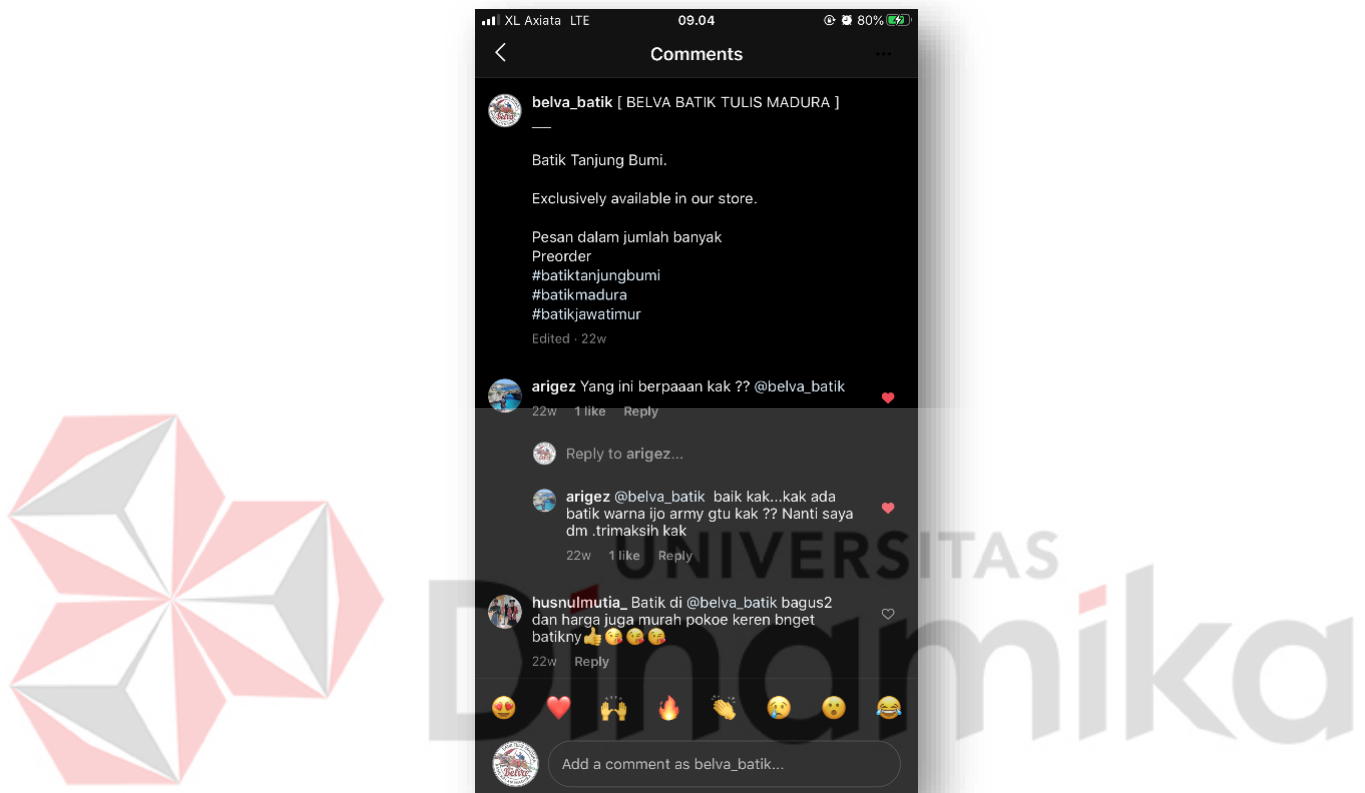 XL Axiata LTE 09.04 80%
Comments
belva_batik [ BELVA BATIK TULIS MADURA ]
—
Batik Tanjung Bumi.
Exclusively available in our store.
Pesan dalam jumlah banyak
Preorder
#batiktanjungbumi
#batikmadura
#batikjawatimur
Edited · 22w
arigez Yang ini berpaaan kak ?? @belva_batik
22w 1 like Reply
Reply to arigez...
arigez @belva_batik baik kak...kak ada
batik warna ijo army gtu kak ?? Nanti saya
dm .trimaksih kak
22w 1 like Reply
husnulmutia_ Batik di @belva_batik bagus2
dan harga juga murah pokoe keren bnget
batikny👍😘😘😘
22w Reply
Belva
Add a comment as belva_batik...
UNIVERSITAS
Dinamika